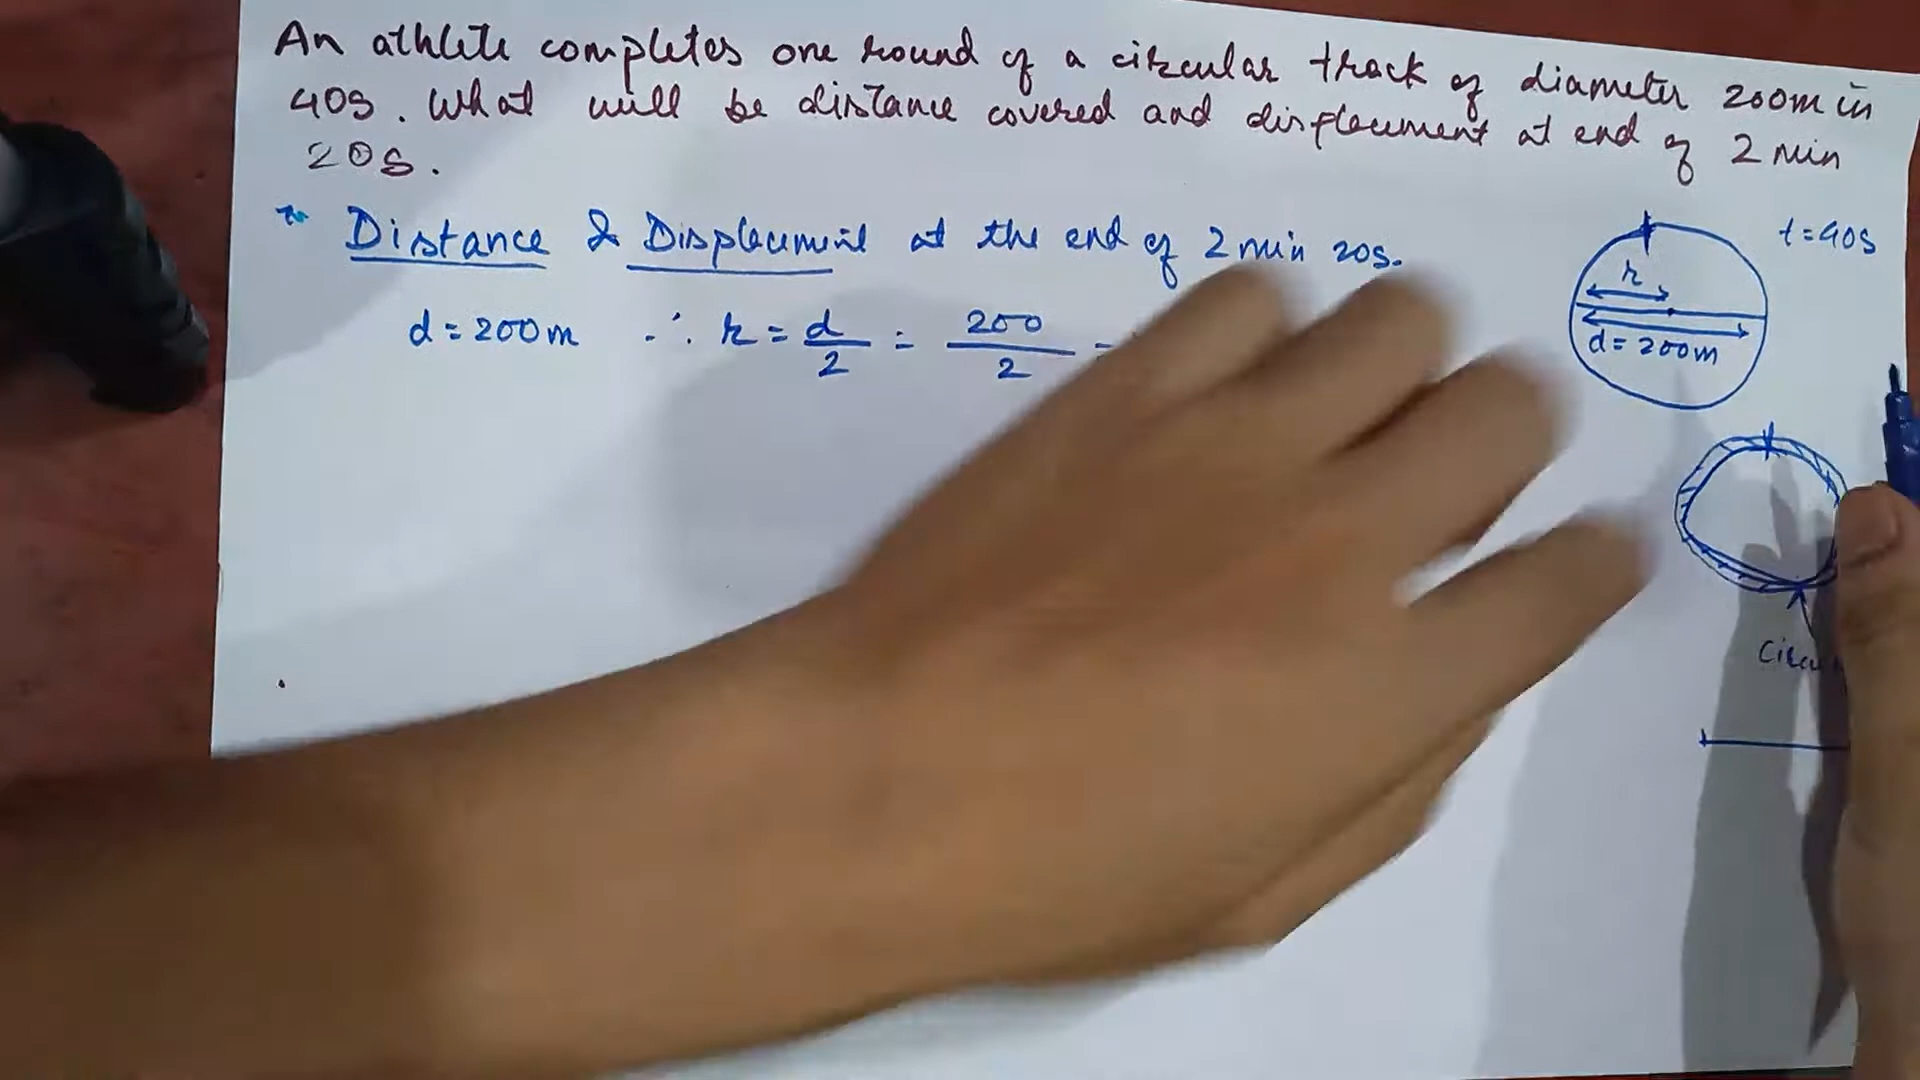 An athlete completes one round of a circular track of diameter 200m in
40s. What will be distance covered and displacement at end of 2 min
20s.
Distance & Displacement at the end of 2 min 20s.
d = 200m ∴ r = d/2 = 200/2 =
t = 40s
r
d = 200m